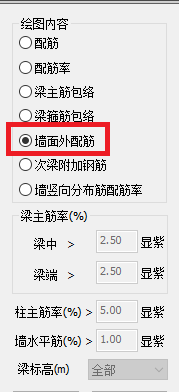 绘图内容
配筋
配筋率
梁主筋包络
梁箍筋包络
墙面外配筋
次梁附加钢筋
墙竖向分布筋配筋率
梁主筋率(%)
梁中 > 2.50 显紫
梁端 > 2.50 显紫
柱主筋率(%)> 5.00 显紫
墙水平筋(%)> 1.00 显紫
梁标高(m) 全部